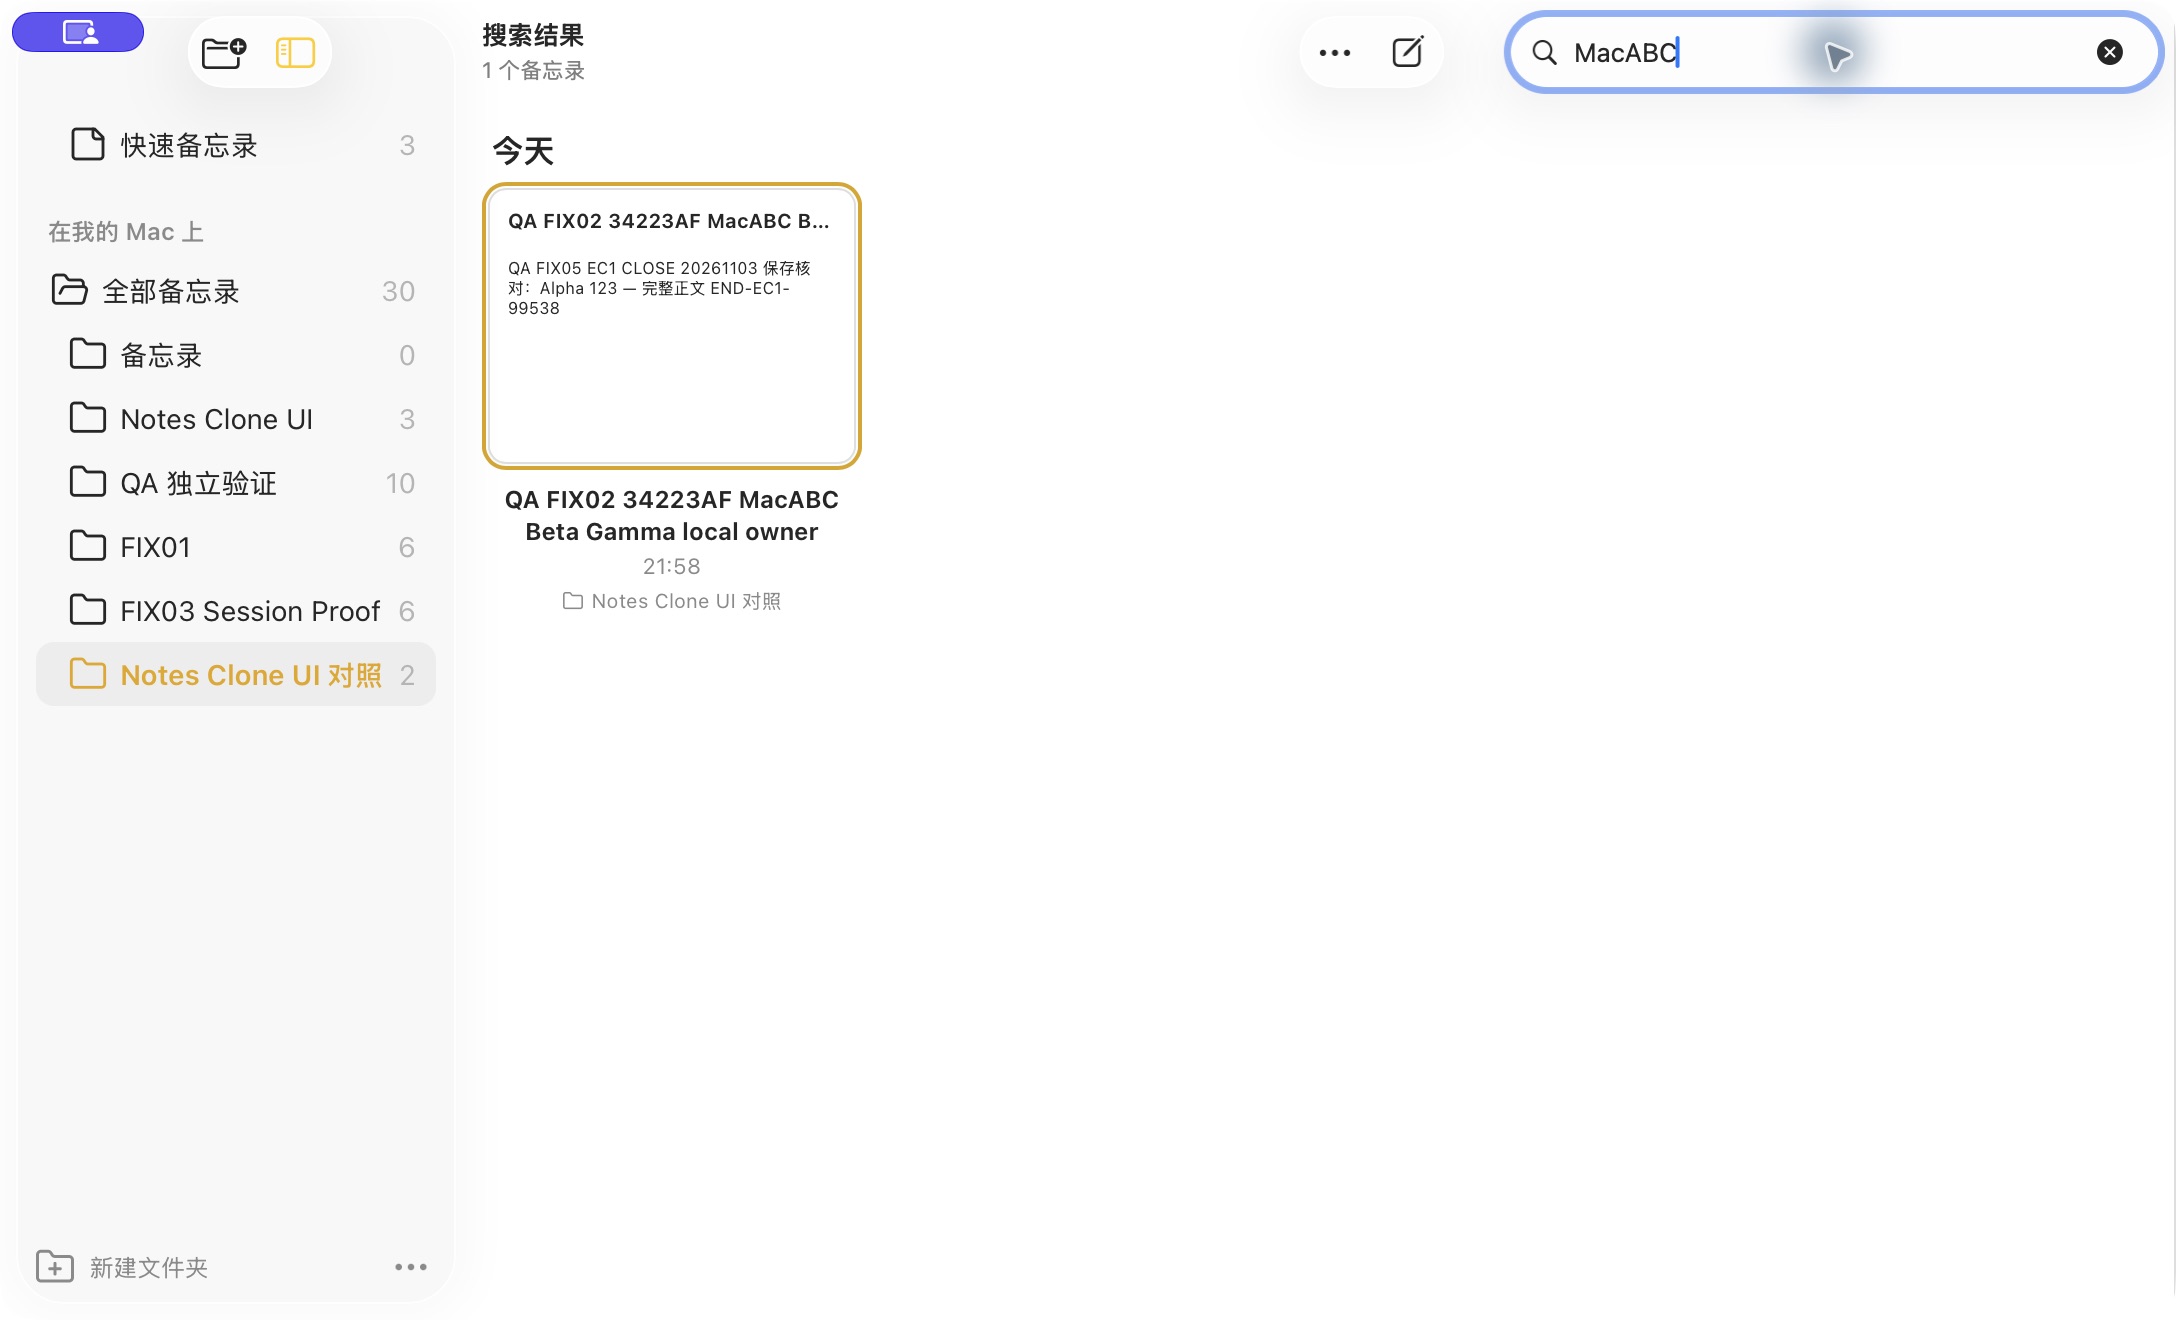 快速备忘录 3
在我的 Mac 上
全部备忘录 30
备忘录 0
Notes Clone UI 3
QA 独立验证 10
FIX01 6
FIX03 Session Proof 6
Notes Clone UI 对照 2
新建文件夹
搜索结果
1 个备忘录
MacABC
今天
QA FIX02 34223AF MacABC B...
QA FIX05 EC1 CLOSE 20261103 保存核
对：Alpha 123 — 完整正文 END-EC1-
99538
QA FIX02 34223AF MacABC
Beta Gamma local owner
21:58
Notes Clone UI 对照